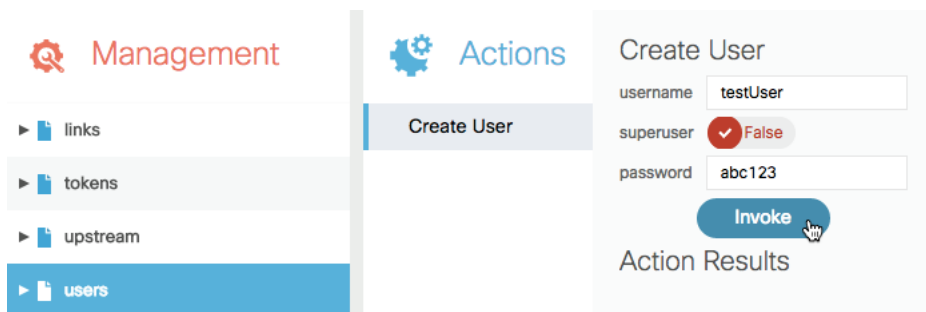 Management
links
tokens
upstream
users
Actions
Create User
Create User
username testUser
superuser False
password abc123
Invoke
Action Results